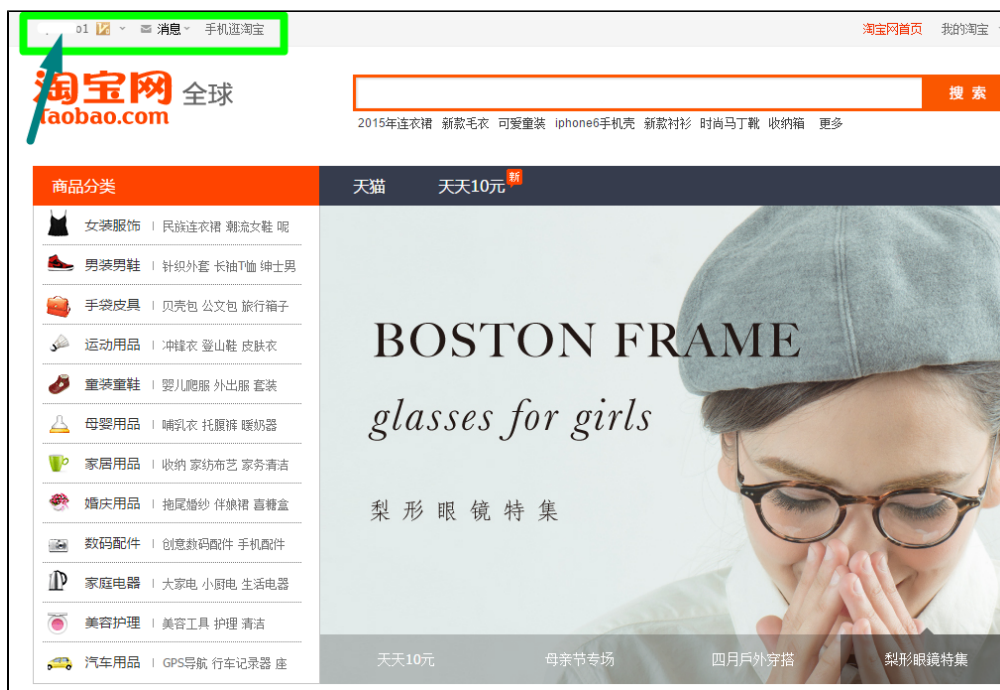 消息 手机逛淘宝 淘宝网首页 我的淘宝
淘宝网 全球
Taobao.com
搜 索
2015年连衣裙 新款毛衣 可爱童装 iphone6手机壳 新款衬衫 时尚马丁靴 收纳箱 更多
商品分类 天猫 天天10元 新
女装服饰 | 民族连衣裙 潮流女鞋 呢
男装男鞋 | 针织外套 长袖T恤 绅士男
手袋皮具 | 贝壳包 公文包 旅行箱子
运动用品 | 冲锋衣 登山鞋 皮肤衣
童装童鞋 | 婴儿爬服 外出服 套装
母婴用品 | 哺乳衣 托腹裤 暖奶器
家居用品 | 收纳 家纺布艺 家务清洁
婚庆用品 | 拖尾婚纱 伴娘裙 喜糖盒
数码配件 | 创意数码配件 手机配件
家庭电器 | 大家电 小厨电 生活电器
美容护理 | 美容工具 护理 清洁
汽车用品 | GPS导航 行车记录器 座
BOSTON FRAME
glasses for girls
梨形眼镜特集
天天10元 母亲节专场 四月戶外穿搭 梨形眼鏡特集